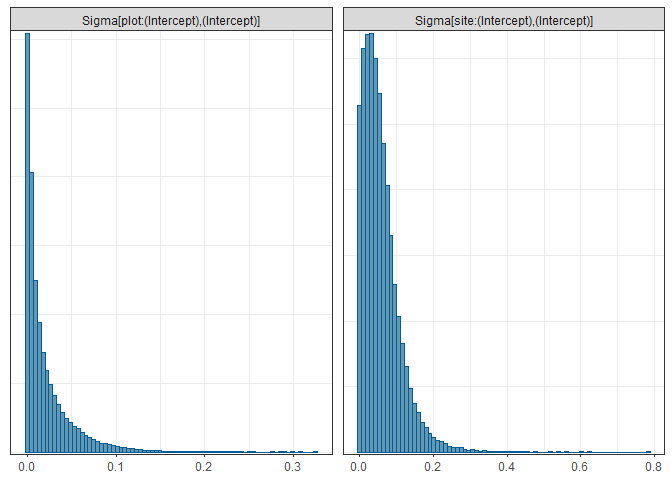 Sigma[plot:(Intercept),(Intercept)]
Sigma[site:(Intercept),(Intercept)]
0.0 0.1 0.2 0.3
0.0 0.2 0.4 0.6 0.8